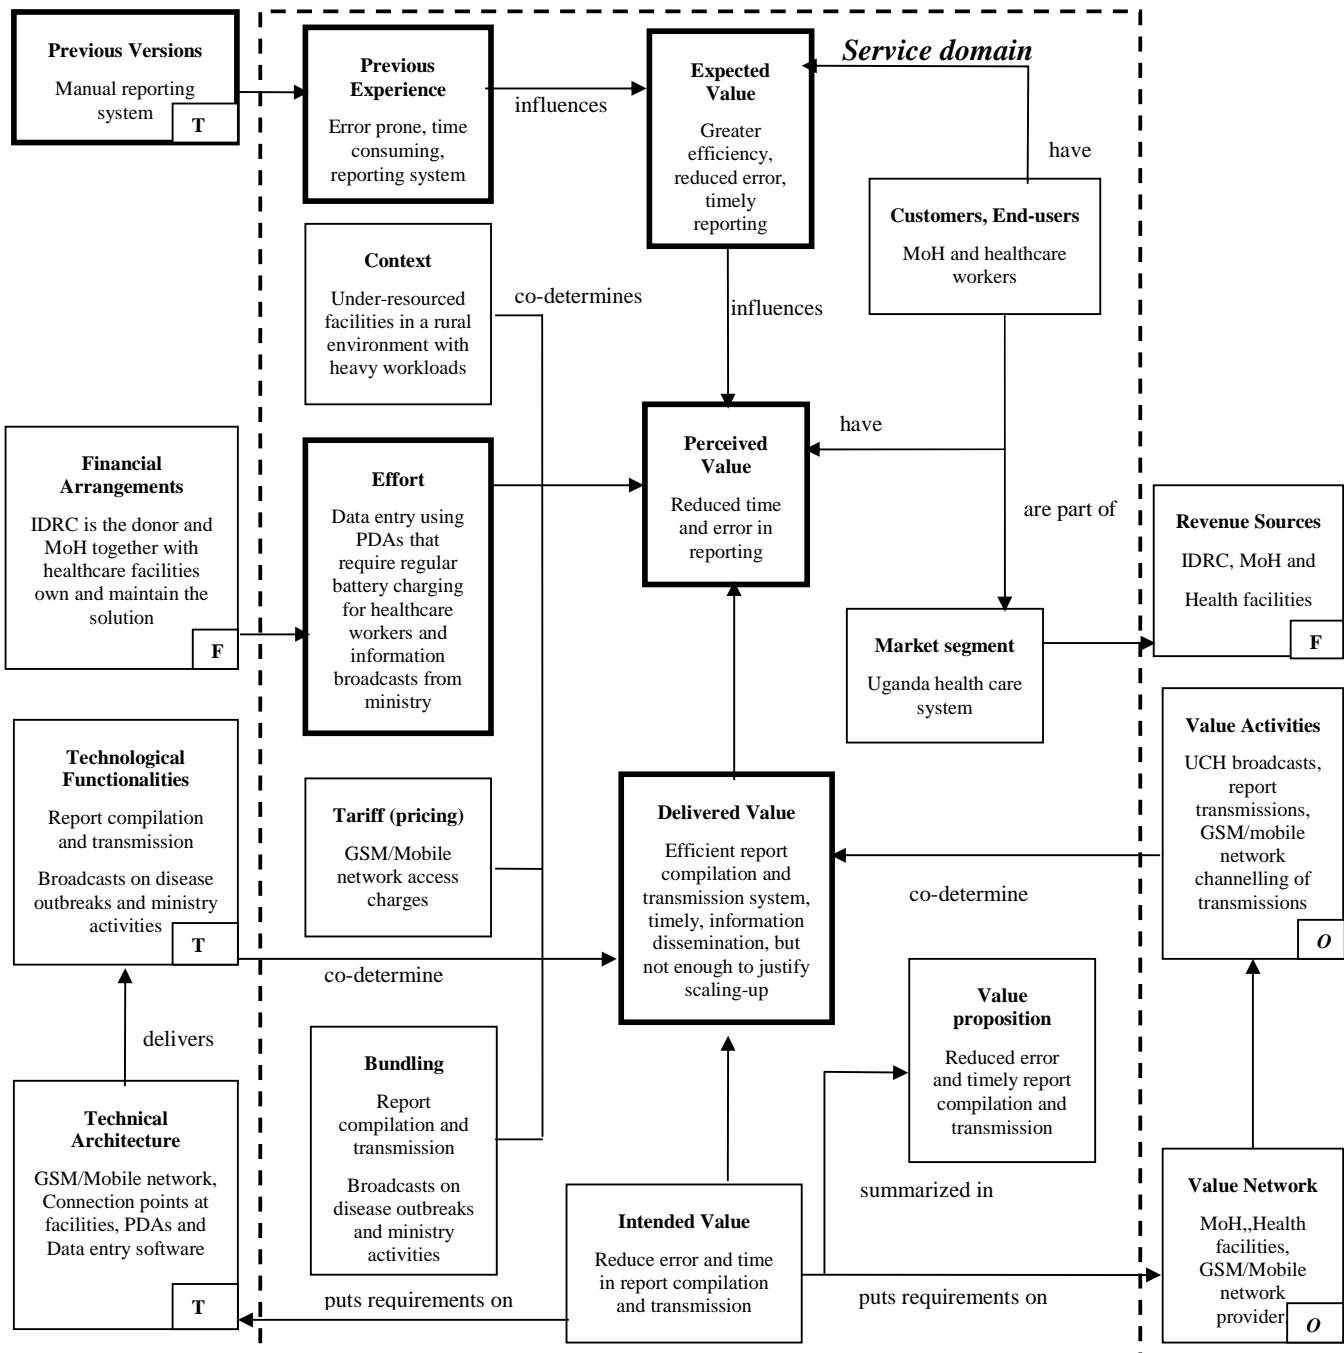 Previous Versions
Manual reporting
system
T
Previous
Experience
Error prone, time
consuming,
reporting system
influences
Expected
Value
Greater
efficiency,
reduced error,
timely
reporting
Service domain
have
Customers, End-users
MoH and healthcare
workers
Context
Under-resourced
facilities in a rural
environment with
heavy workloads
co-determines
influences
Financial
Arrangements
IDRC is the donor and
MoH together with
healthcare facilities
own and maintain the
solution
F
Effort
Data entry using
PDAs that
require regular
battery charging
for healthcare
workers and
information
broadcasts from
ministry
Perceived
Value
Reduced time
and error in
reporting
have
are part of
Revenue Sources
IDRC, MoH and
Health facilities
F
Market segment
Uganda health care
system
Technological
Functionalities
Report compilation
and transmission
Broadcasts on disease
outbreaks and ministry
activities
T
Tariff (pricing)
GSM/Mobile
network access
charges
Delivered Value
Efficient report
compilation and
transmission system,
timely, information
dissemination, but
not enough to justify
scaling-up
Value Activities
UCH broadcasts,
report
transmissions,
GSM/mobile
network
channelling of
transmissions
O
co-determine
co-determine
delivers
Value
proposition
Reduced error
and timely report
compilation and
transmission
Technical
Architecture
GSM/Mobile network,
Connection points at
facilities, PDAs and
Data entry software
T
Bundling
Report
compilation and
transmission
Broadcasts on
disease outbreaks
and ministry
activities
summarized in
Intended Value
Reduce error and time
in report compilation
and transmission
puts requirements on
puts requirements on
Value Network
MoH,,Health
facilities,
GSM/Mobile
network
provider.
O